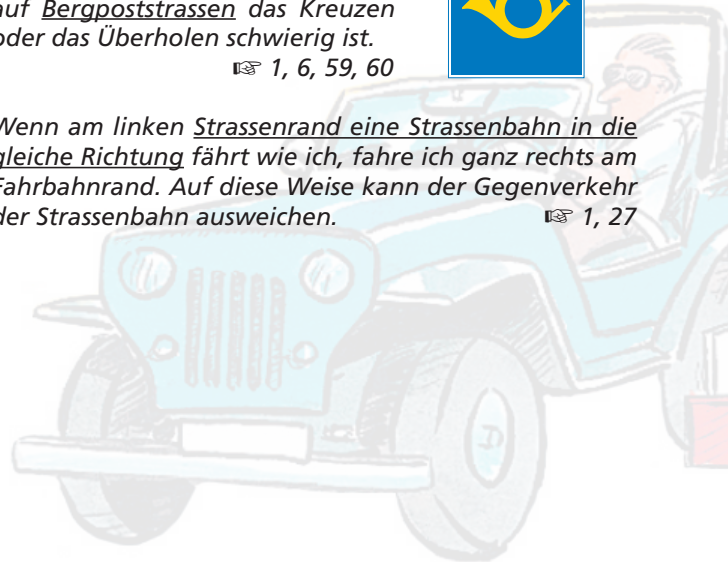 auf Bergpoststrassen das Kreuzen
oder das Überholen schwierig ist.
☞ 1, 6, 59, 60
Wenn am linken Strassenrand eine Strassenbahn in die
gleiche Richtung fährt wie ich, fahre ich ganz rechts am
Fahrbahnrand. Auf diese Weise kann der Gegenverkehr
der Strassenbahn ausweichen. ☞ 1, 27